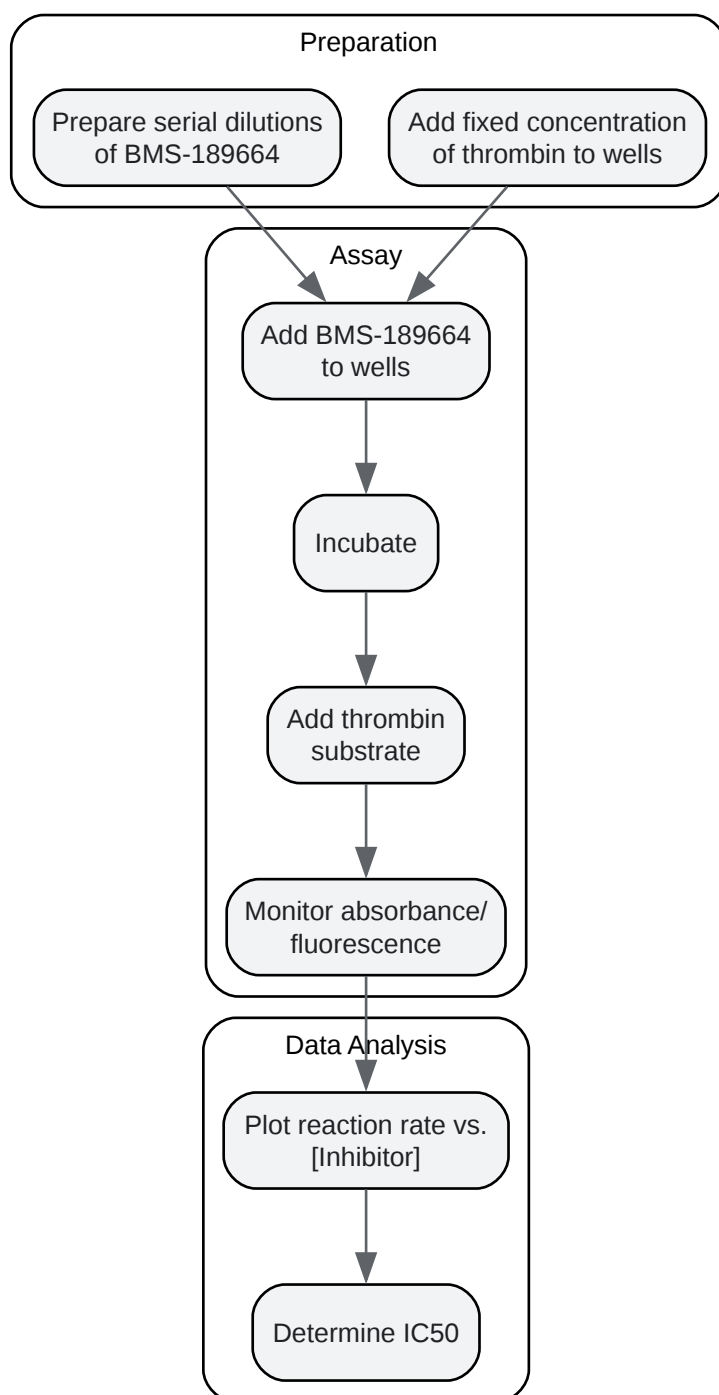 Preparation
Prepare serial dilutions
of BMS-189664
Add fixed concentration
of thrombin to wells
Assay
Add BMS-189664
to wells
Incubate
Add thrombin
substrate
Monitor absorbance/
fluorescence
Data Analysis
Plot reaction rate vs.
[Inhibitor]
Determine IC50